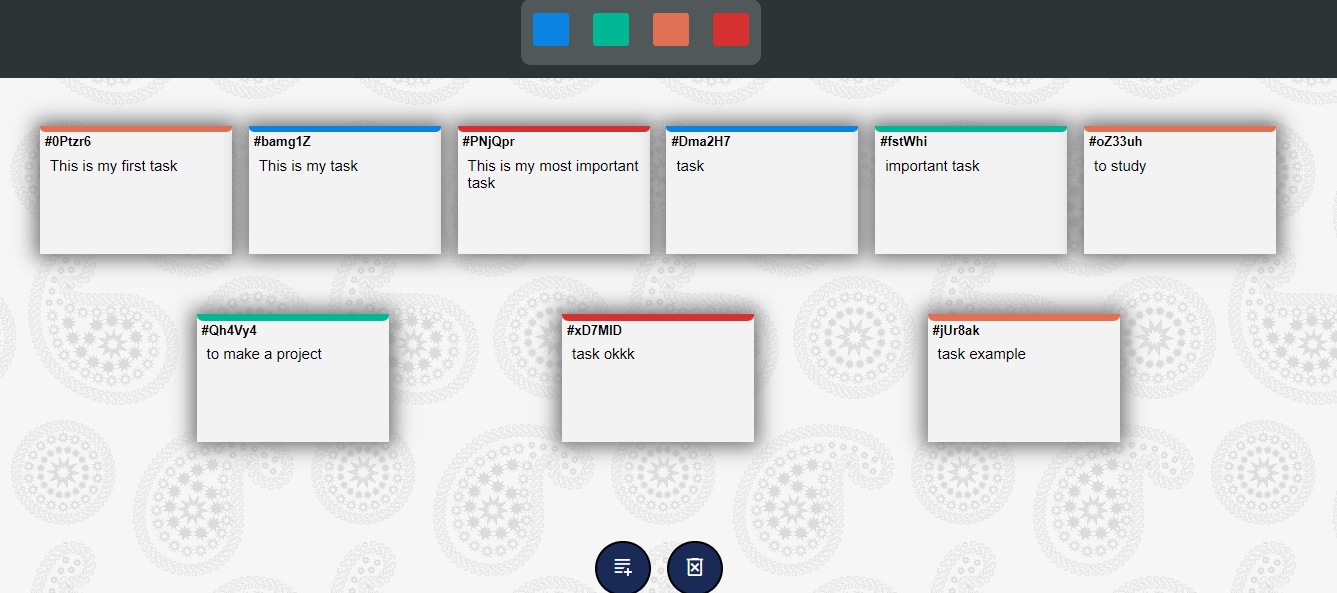 #0Ptzr6
This is my first task
#bamg1Z
This is my task
#PNjQpr
This is my most important
task
#Dma2H7
task
#fstWhi
important task
#oZ33uh
to study
#Qh4Vy4
to make a project
#xD7MlD
task okkk
#jUr8ak
task example